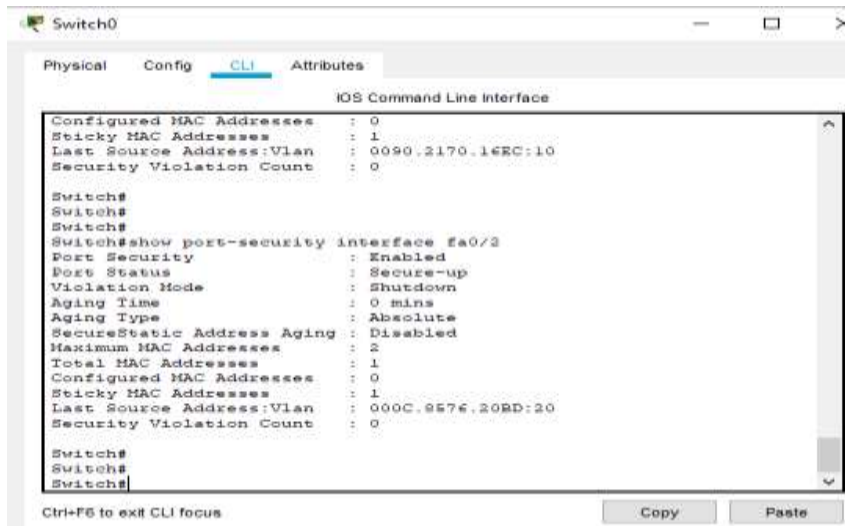 Switch0
Physical Config CLI Attributes
IOS Command Line Interface
Configured MAC Addresses : 0
Sticky MAC Addresses : 1
Last Source Address:Vlan : 0090.2170.16EC:10
Security Violation Count : 0
Switch#
Switch#
Switch#
Switch#show port-security interface fa0/2
Port Security : Enabled
Port Status : Secure-up
Violation Mode : Shutdown
Aging Time : 0 mins
Aging Type : Absolute
SecureStatic Address Aging : Disabled
Maximum MAC Addresses : 2
Total MAC Addresses : 1
Configured MAC Addresses : 0
Sticky MAC Addresses : 1
Last Source Address:Vlan : 000C.8576.20BD:20
Security Violation Count : 0
Switch#
Switch#
Switch#
Ctrl+F6 to exit CLI focus
Copy Paste